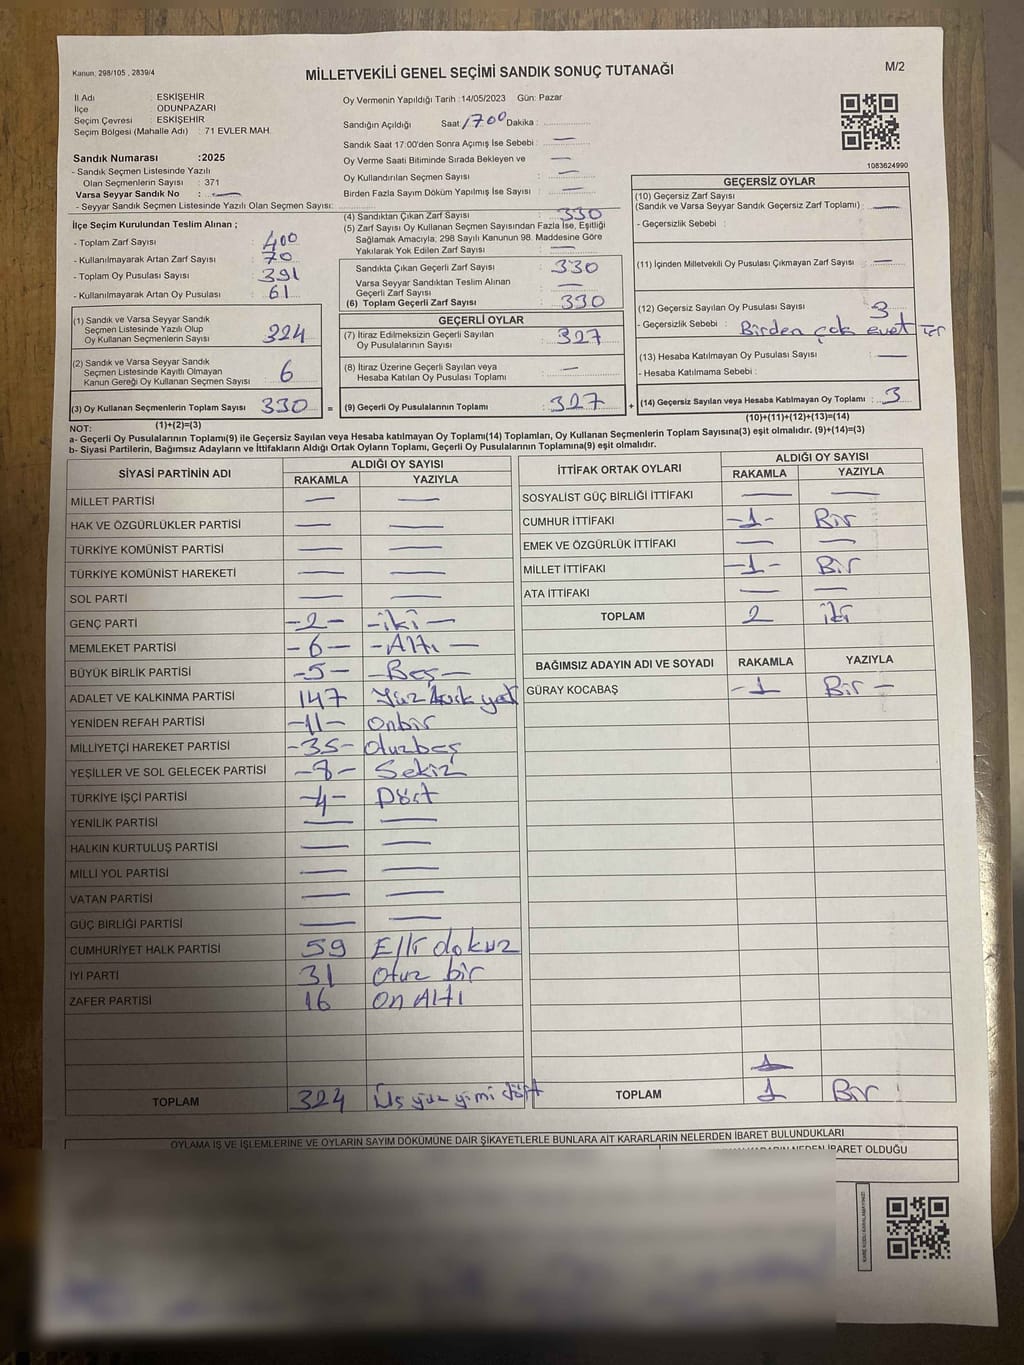 Kanun; 298/105 , 2839/4
MİLLETVEKİLİ GENEL SEÇİMİ SANDIK SONUÇ TUTANAĞI
M/2
İl Adı ESKİŞEHİR
İlçe ODUNPAZARI
Seçim Çevresi : ESKİŞEHİR
Seçim Bölgesi (Mahalle Adı) : 71 EVLER MAH.
Sandık Numarası :2025
- Sandık Seçmen Listesinde Yazılı
Olan Seçmenlerin Sayısı : 371
Varsa Seyyar Sandık No : —
- Seyyar Sandık Seçmen Listesinde Yazılı Olan Seçmen Sayısı:
İlçe Seçim Kurulundan Teslim Alınan ;
- Toplam Zarf Sayısı 400
- Kullanılmayarak Artan Zarf Sayısı 70
- Toplam Oy Pusulası Sayısı 391
- Kullanılmayarak Artan Oy Pusulası 61
(1) Sandık ve Varsa Seyyar Sandık
Seçmen Listesinde Yazılı Olup
Oy Kullanan Seçmenlerin Sayısı 324
(2) Sandık ve Varsa Seyyar Sandık
Seçmen Listesinde Kayıtlı Olmayan
Kanun Gereği Oy Kullanan Seçmen Sayısı 6
(3) Oy Kullanan Seçmenlerin Toplam Sayısı 330 =
(1)+(2)=(3)
Oy Vermenin Yapıldığı Tarih :14/05/2023 Gün: Pazar
Sandığın Açıldığı Saat: 1700 Dakika :
Sandık Saat 17:00'den Sonra Açımış İse Sebebi : —
Oy Verme Saati Bitiminde Sırada Bekleyen ve —
Oy Kullandırılan Seçmen Sayısı : —
Birden Fazla Sayım Döküm Yapılmış İse Sayısı : —
(4) Sandıktan Çıkan Zarf Sayısı : 330
(5) Zarf Sayısı Oy Kullanan Seçmen Sayısından Fazla İse, Eşitliği
Sağlamak Amacıyla; 298 Sayılı Kanunun 98. Maddesine Göre
Yakılarak Yok Edilen Zarf Sayısı : —
Sandıkta Çıkan Geçerli Zarf Sayısı : 330
Varsa Seyyar Sandıktan Teslim Alınan
Geçerli Zarf Sayısı : —
(6) Toplam Geçerli Zarf Sayısı : 330
GEÇERLİ OYLAR
(7) İtiraz Edilmeksizin Geçerli Sayılan
Oy Pusulalarının Sayısı : 327
(8) İtiraz Üzerine Geçerli Sayılan veya
Hesaba Katılan Oy Pusulası Toplamı : —
(9) Geçerli Oy Pusulalarının Toplamı : 327 +
1083624990
GEÇERSİZ OYLAR
(10) Geçersiz Zarf Sayısı
(Sandık ve Varsa Seyyar Sandık Geçersiz Zarf Toplamı) : —
- Geçersizlik Sebebi :
(11) İçinden Milletvekili Oy Pusulası Çıkmayan Zarf Sayısı : —
(12) Geçersiz Sayılan Oy Pusulası Sayısı : 3
- Geçersizlik Sebebi : Birden çok evet
(13) Hesaba Katılmayan Oy Pusulası Sayısı : —
- Hesaba Katılmama Sebebi :
(14) Geçersiz Sayılan veya Hesaba Katılmayan Oy Toplamı : 3
(10)+(11)+(12)+(13)=(14)
NOT:
a- Geçerli Oy Pusulalarının Toplamı(9) ile Geçersiz Sayılan veya Hesaba katılmayan Oy Toplamı(14) Toplamları, Oy Kullanan Seçmenlerin Toplam Sayısına(3) eşit olmalıdır. (9)+(14)=(3)
b- Siyasi Partilerin, Bağımsız Adayların ve İttifakların Aldığı Ortak Oyların Toplamı, Geçerli Oy Pusulalarının Toplamına(9) eşit olmalıdır.
SİYASİ PARTİNİN ADI ALDIĞI OY SAYISI
RAKAMLA YAZIYLA
MİLLET PARTİSİ — —
HAK VE ÖZGÜRLÜKLER PARTİSİ — —
TÜRKİYE KOMÜNİST PARTİSİ — —
TÜRKİYE KOMÜNİST HAREKETİ — —
SOL PARTİ — —
GENÇ PARTİ -2- -iki-
MEMLEKET PARTİSİ -6- -Altı-
BÜYÜK BİRLİK PARTİSİ -5- -Beş-
ADALET VE KALKINMA PARTİSİ 147 Yüz kırk yedi
YENİDEN REFAH PARTİSİ -11- Onbir
MİLLİYETÇİ HAREKET PARTİSİ -35- Otuzbeş
YEŞİLLER VE SOL GELECEK PARTİSİ -8- Sekiz
TÜRKİYE İŞÇİ PARTİSİ -4- Dört
YENİLİK PARTİSİ — —
HALKIN KURTULUŞ PARTİSİ — —
MİLLİ YOL PARTİSİ — —
VATAN PARTİSİ — —
GÜÇ BİRLİĞİ PARTİSİ — —
CUMHURİYET HALK PARTİSİ 59 Elli dokuz
İYİ PARTİ 31 Otuz bir
ZAFER PARTİSİ 16 On Altı
TOPLAM 324 Üç yüz yimi dört
İTTİFAK ORTAK OYLARI ALDIĞI OY SAYISI
RAKAMLA YAZIYLA
SOSYALİST GÜÇ BİRLİĞİ İTTİFAKI — —
CUMHUR İTTİFAKI -1- Bir
EMEK VE ÖZGÜRLÜK İTTİFAKI — —
MİLLET İTTİFAKI -1- Bir
ATA İTTİFAKI — —
TOPLAM 2 iki
BAĞIMSIZ ADAYIN ADI VE SOYADI RAKAMLA YAZIYLA
GÜRAY KOCABAŞ -1 Bir -
1
TOPLAM 1 Bir
OYLAMA İŞ VE İŞLEMLERİNE VE OYLARIN SAYIM DÖKÜMÜNE DAİR ŞİKAYETLERLE BUNLARA AİT KARARLARIN NELERDEN İBARET BULUNDUKLARI
NEDEN İBARET OLDUĞU